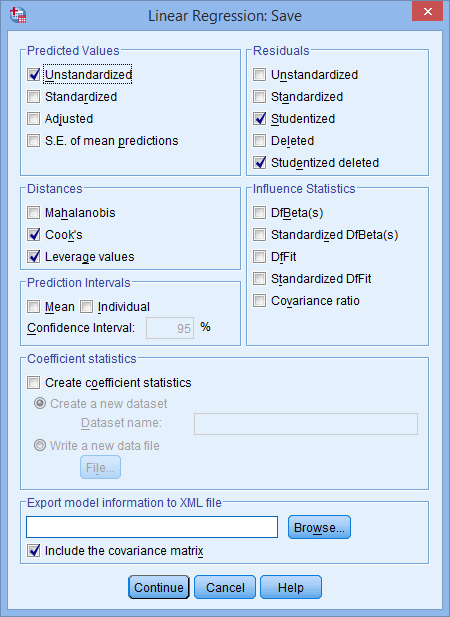 Linear Regression: Save
Predicted Values
Unstandardized
Standardized
Adjusted
S.E. of mean predictions
Residuals
Unstandardized
Standardized
Studentized
Deleted
Studentized deleted
Distances
Mahalanobis
Cook's
Leverage values
Influence Statistics
DfBeta(s)
Standardized DfBeta(s)
DfFit
Standardized DfFit
Covariance ratio
Prediction Intervals
Mean Individual
Confidence Interval: 95 %
Coefficient statistics
Create coefficient statistics
Create a new dataset
Dataset name:
Write a new data file
File...
Export model information to XML file
Browse...
Include the covariance matrix
Continue Cancel Help